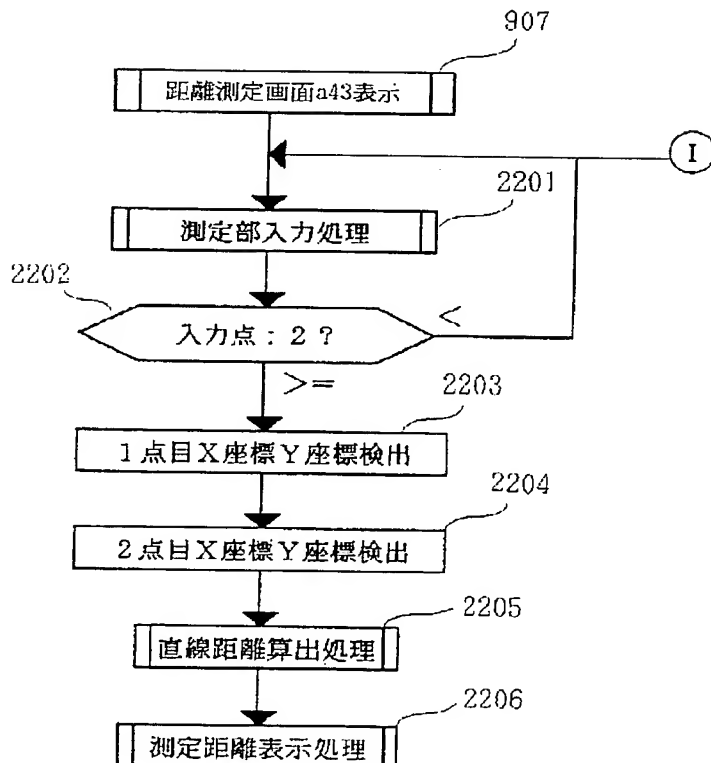 907
距離測定画面a43表示
I
2201
測定部入力処理
2202
入力点：2？
<
>=
2203
1点目X座標Y座標検出
2204
2点目X座標Y座標検出
2205
直線距離算出処理
2206
測定距離表示処理